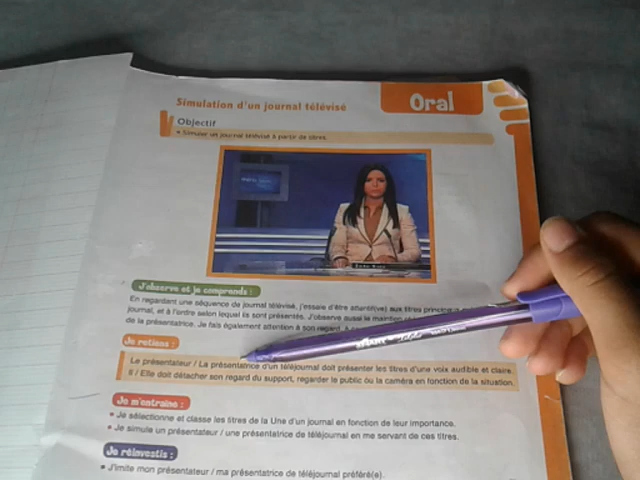 Simulation d'un journal télévisé
Oral
Objectif
• Simuler un journal télévisé à partir de titres.
J'observe et je comprends :
En regardant une séquence de journal télévisé, j'essaie d'être attentif(ve) aux titres
journal, et à l'ordre selon lequel ils sont présentés. J'observe aussi le maintien
de la présentatrice. Je fais également attention à son regard, à
Je retiens :
Le présentateur / La présentatrice d'un téléjournal doit présenter les titres d'une voix audible et claire.
Il / Elle doit détacher son regard du support, regarder le public ou la caméra en fonction de la situation.
Je m'entraîne :
• Je sélectionne et classe les titres de la Une d'un journal en fonction de leur importance.
• Je simule un présentateur / une présentatrice de téléjournal en me servant de ces titres.
Je réinvestis :
• J'imite mon présentateur / ma présentatrice de téléjournal préféré(e).